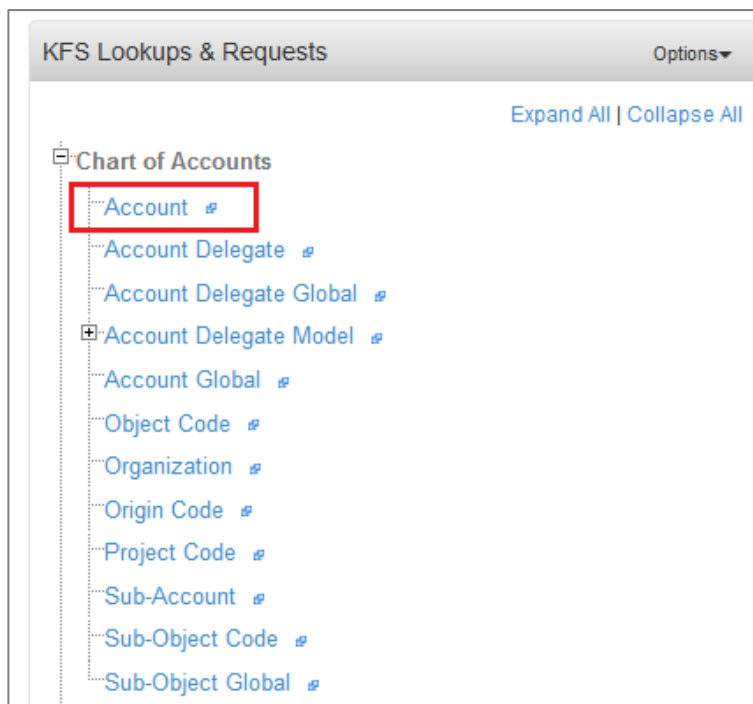 KFS Lookups & Requests Options
Expand All | Collapse All
Chart of Accounts
Account
Account Delegate
Account Delegate Global
Account Delegate Model
Account Global
Object Code
Organization
Origin Code
Project Code
Sub-Account
Sub-Object Code
Sub-Object Global